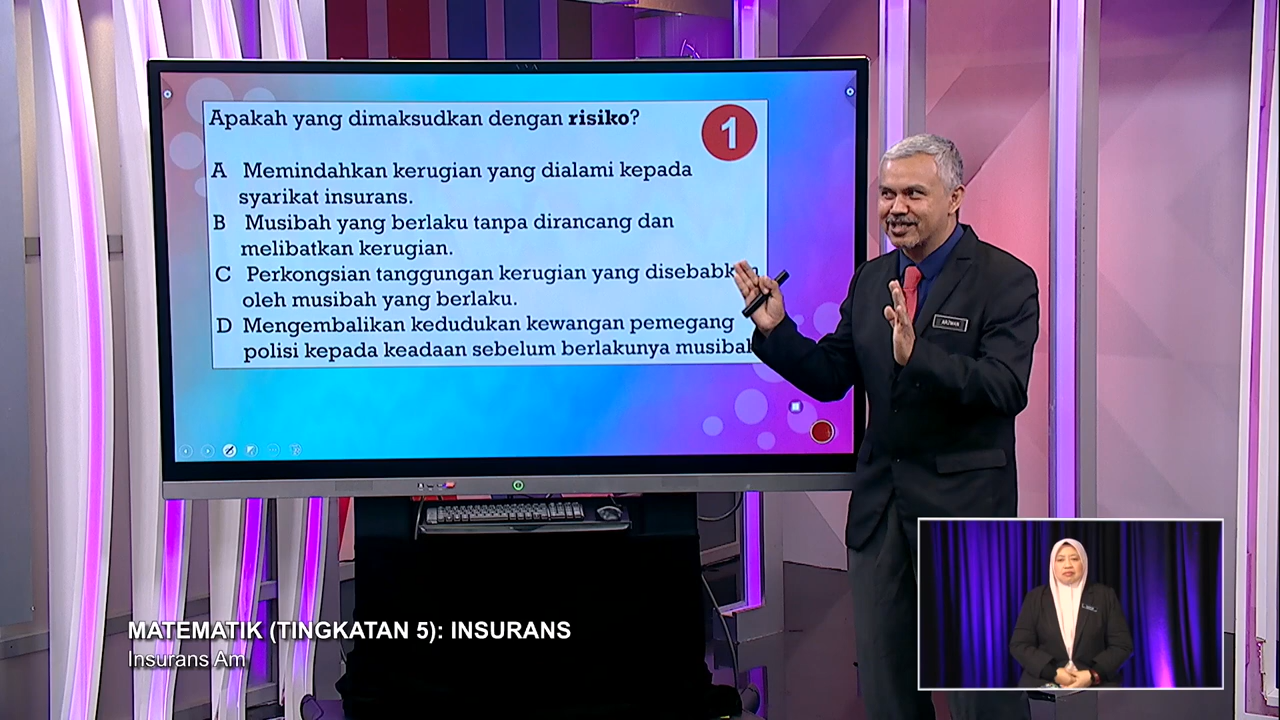 Apakah yang dimaksudkan dengan risiko?
1
A Memindahkan kerugian yang dialami kepada
syarikat insurans.
B Musibah yang berlaku tanpa dirancang dan
melibatkan kerugian.
C Perkongsian tanggungan kerugian yang disebabkan
oleh musibah yang berlaku.
D Mengembalikan kedudukan kewangan pemegang
polisi kepada keadaan sebelum berlakunya musibah
MATEMATIK (TINGKATAN 5): INSURANS
Insurans Am